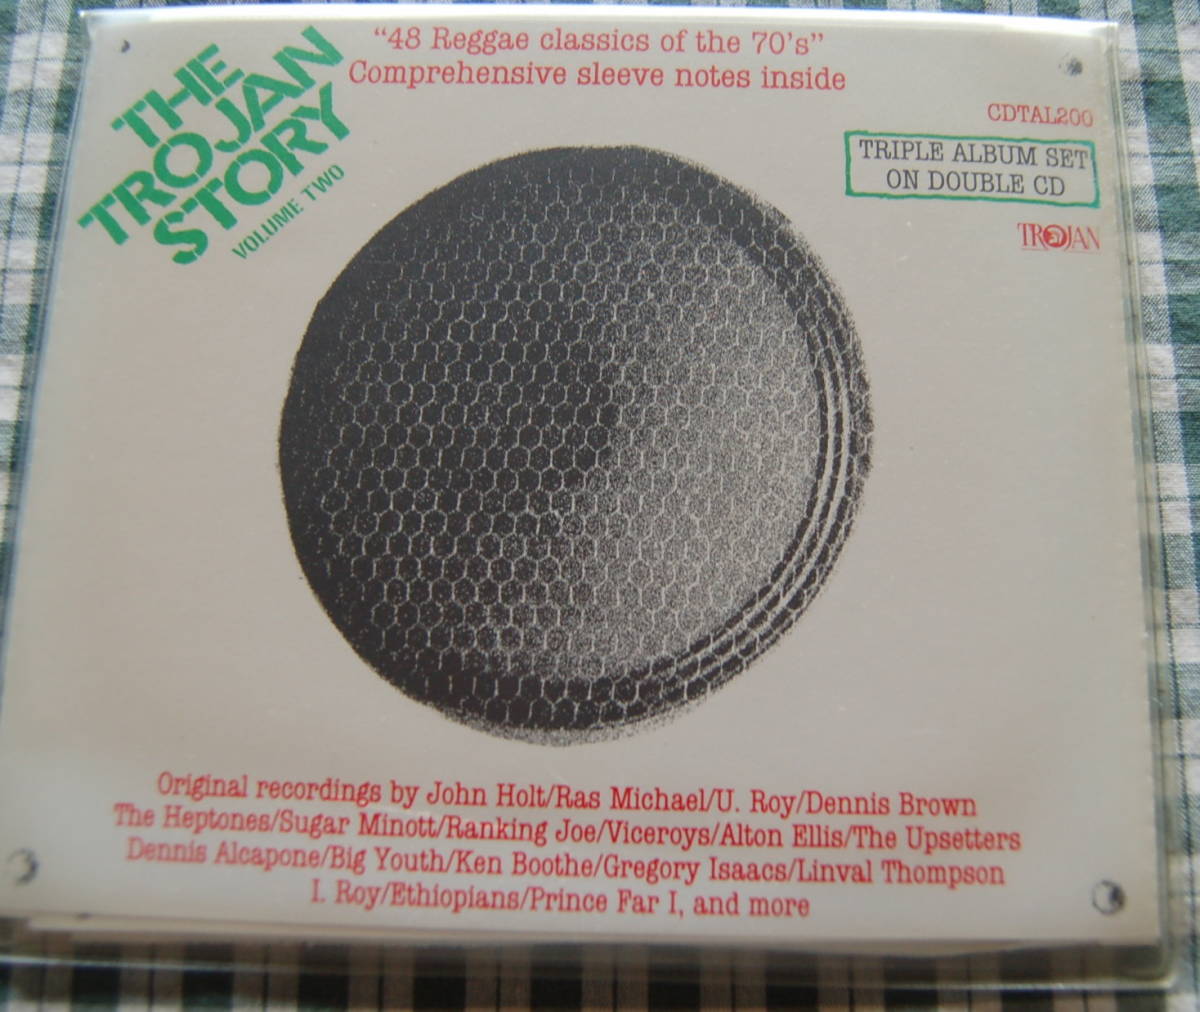 THE
TROJAN
STORY
VOLUME TWO
“48 Reggae classics of the 70’s”
Comprehensive sleeve notes inside
CDTAL200
TRIPLE ALBUM SET
ON DOUBLE CD
TROJAN
Original recordings by John Holt/Ras Michael/U. Roy/Dennis Brown
The Heptones/Sugar Minott/Ranking Joe/Viceroys/Alton Ellis/The Upsetters
Dennis Alcapone/Big Youth/Ken Boothe/Gregory Isaacs/Linval Thompson
I. Roy/Ethiopians/Prince Far I, and more